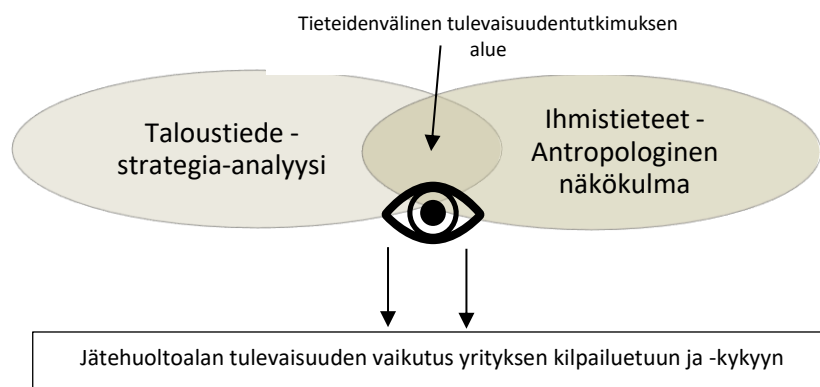 Tieteidenvälinen tulevaisuudentutkimuksen
alue
Taloustiede -
strategia-analyysi
Ihmistieteet -
Antropologinen
näkökulma
Jätehuoltoalan tulevaisuuden vaikutus yrityksen kilpailuetuun ja -kykyyn